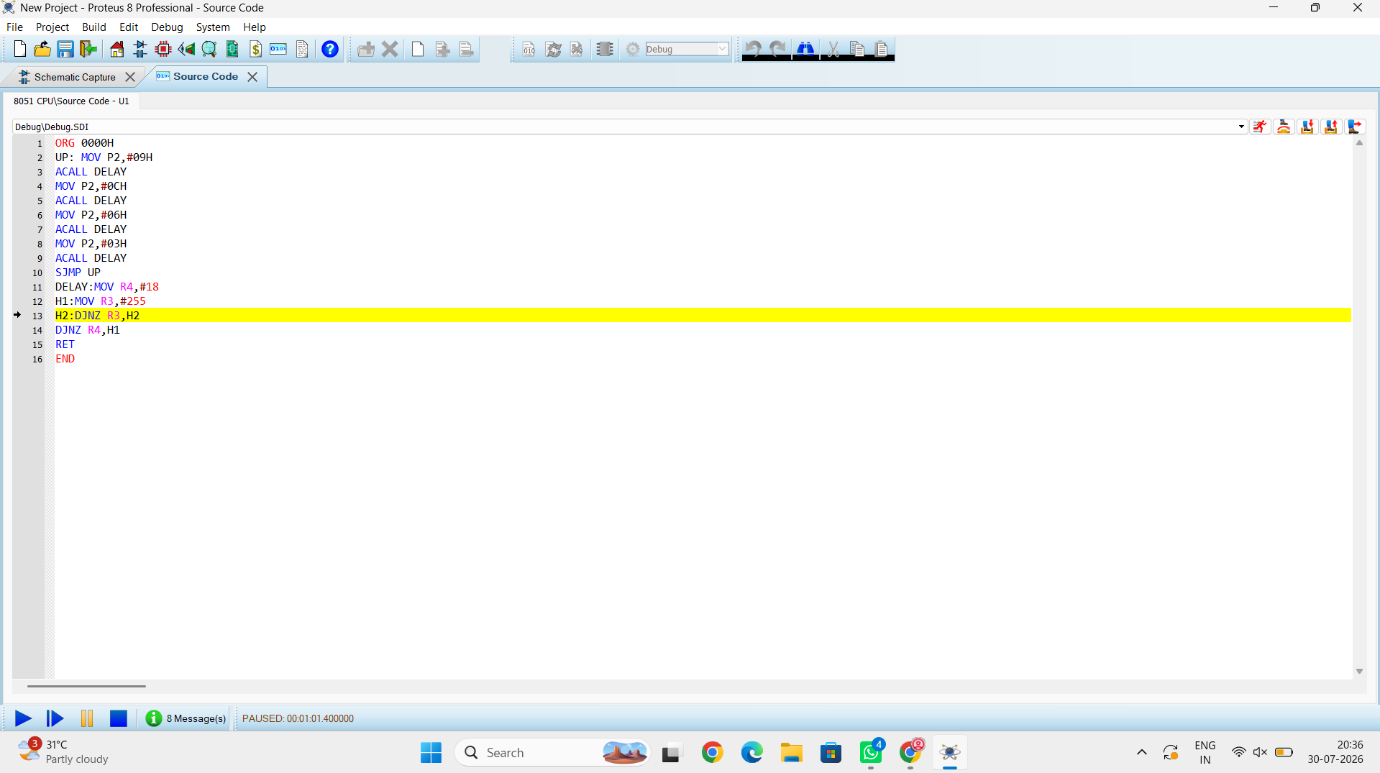 New Project - Proteus 8 Professional - Source Code
File Project Build Edit Debug System Help
Debug
Schematic Capture
Source Code
8051 CPU\Source Code - U1
Debug\Debug.SDI
1 ORG 0000H
2 UP: MOV P2,#09H
3 ACALL DELAY
4 MOV P2,#0CH
5 ACALL DELAY
6 MOV P2,#06H
7 ACALL DELAY
8 MOV P2,#03H
9 ACALL DELAY
10 SJMP UP
11 DELAY:MOV R4,#18
12 H1:MOV R3,#255
13 H2:DJNZ R3,H2
14 DJNZ R4,H1
15 RET
16 END
8 Message(s)
PAUSED: 00:01:01.400000
3
31°C
Partly cloudy
Search
4
ENG
IN
20:36
30-07-2026